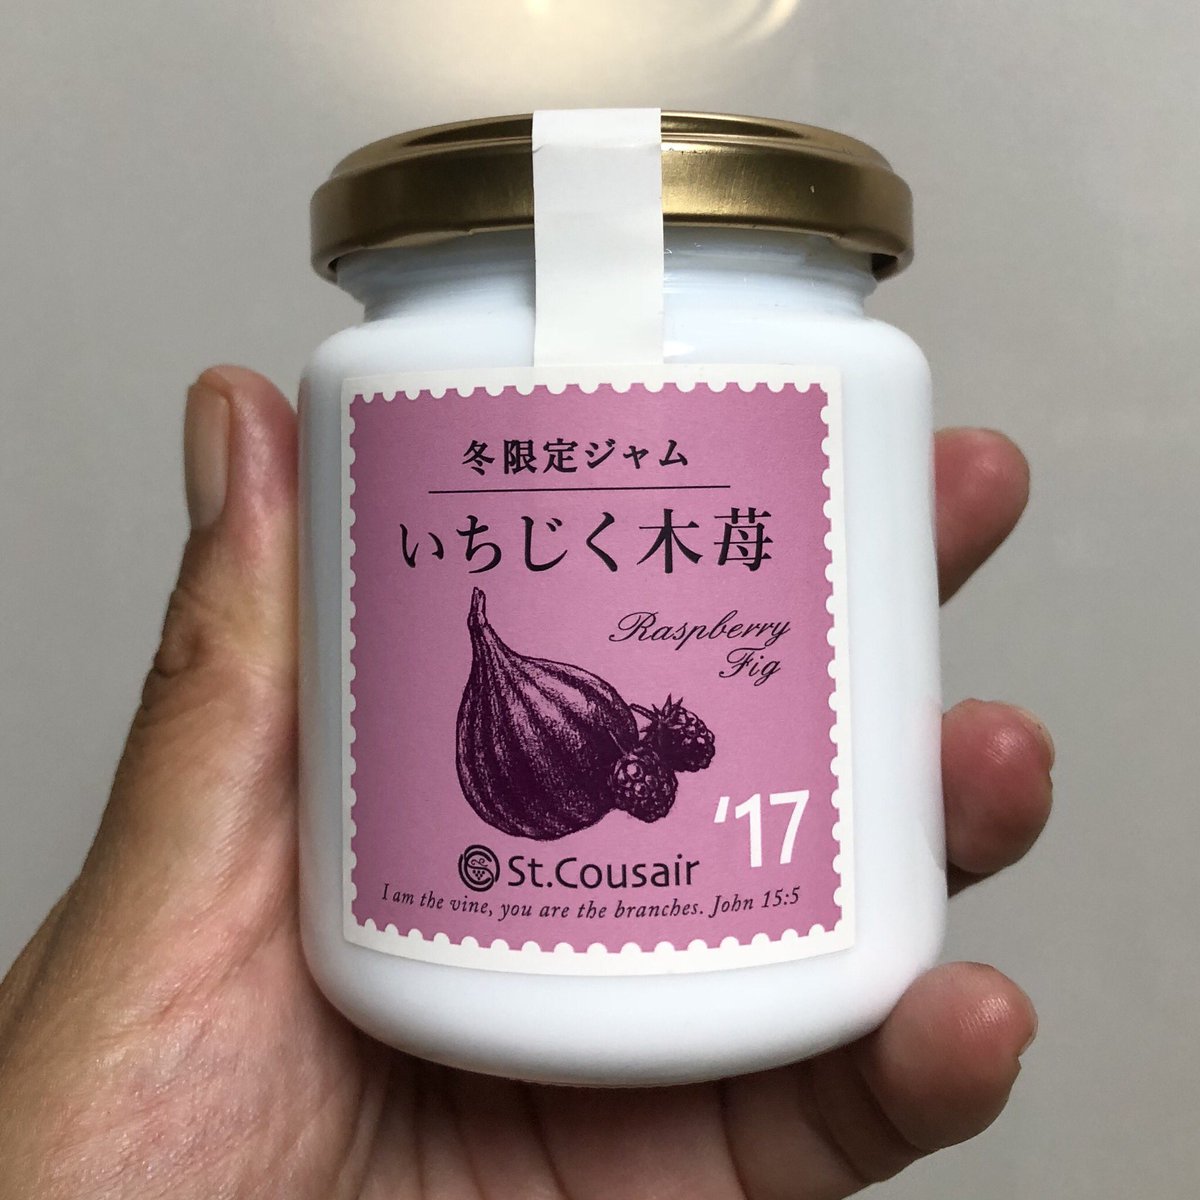 冬限定ジャム
いちじく木苺
Raspberry
Fig
'17
St.Cousair
I am the vine, you are the branches. John 15:5